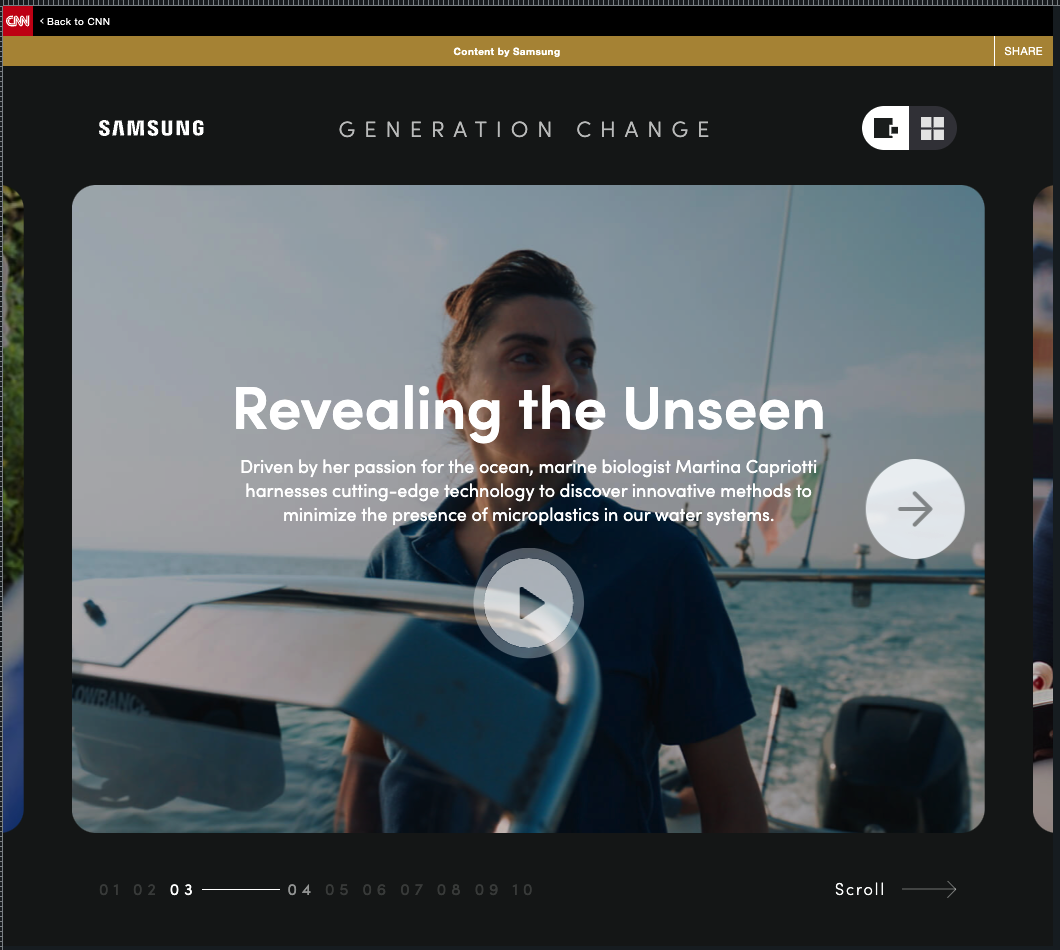 CNN
Back to CNN
Content by Samsung
SHARE
SAMSUNG
GENERATION CHANGE
Revealing the Unseen
Driven by her passion for the ocean, marine biologist Martina Capriotti
harnesses cutting-edge technology to discover innovative methods to
minimize the presence of microplastics in our water systems.
LOWRANCE
01 02 03 04 05 06 07 08 09 10
Scroll